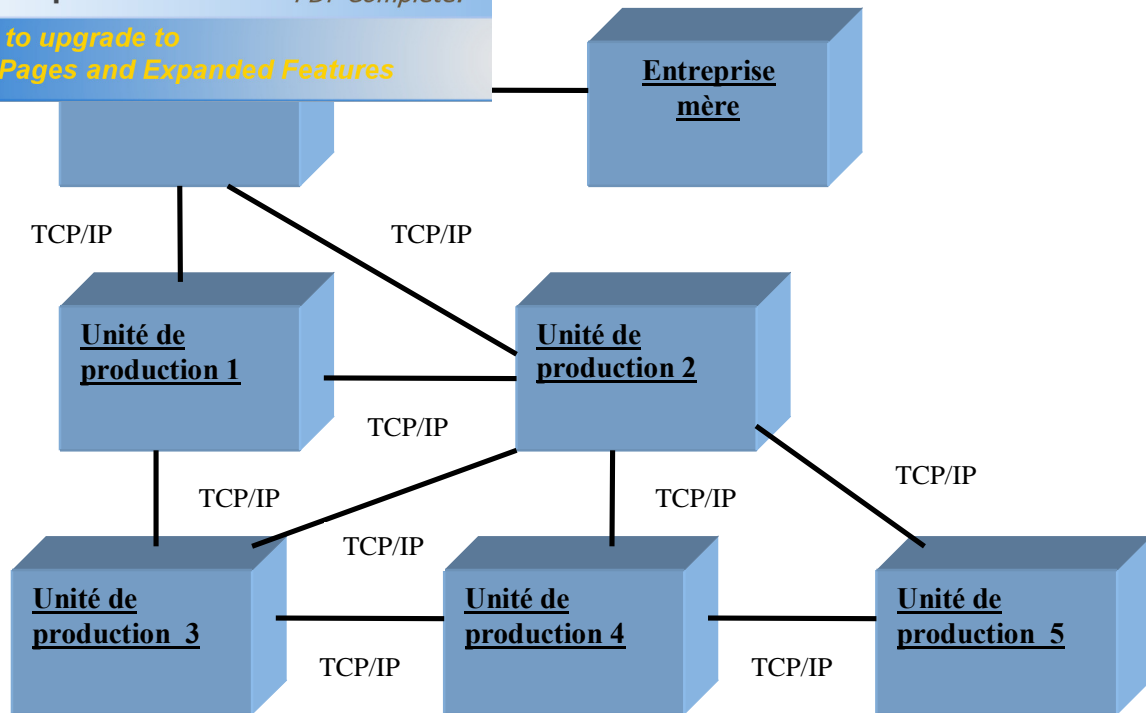 PDF Complete.
to upgrade to
Pages and Expanded Features
Entreprise
mère
TCP/IP
TCP/IP
Unité de
production 1
Unité de
production 2
TCP/IP
TCP/IP
TCP/IP
TCP/IP
TCP/IP
Unité de
production 3
Unité de
production 4
Unité de
production 5
TCP/IP
TCP/IP